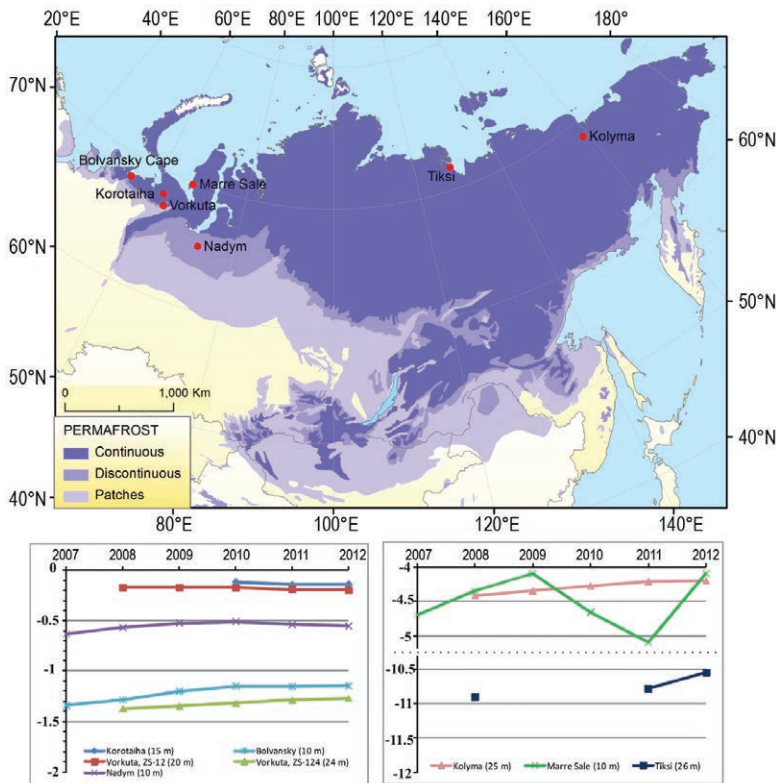 20°E 40°E 60°E 80°E 100°E 120°E 140°E 160°E 180°
70°N
60°N
50°N
40°N
60°N
50°N
40°N
80°E 100°E 120°E 140°E
Bolvansky Cape
Korotaiha
Vorkuta
Marre Sale
Nadym
Tiksi
Kolyma
0 1,000 Km
PERMAFROST
Continuous
Discontinuous
Patches
2007 2008 2009 2010 2011 2012
0
-0.5
-1
-1.5
-2
Korotaiha (15 m) Bolvansky (10 m)
Vorkuta, ZS-12 (20 m) Vorkuta, ZS-124 (24 m)
Nadym (10 m)
2007 2008 2009 2010 2011 2012
-4
-4.5
-5
-10.5
-11
-11.5
-12
Kolyma (25 m) Marre Sale (10 m) Tiksi (26 m)